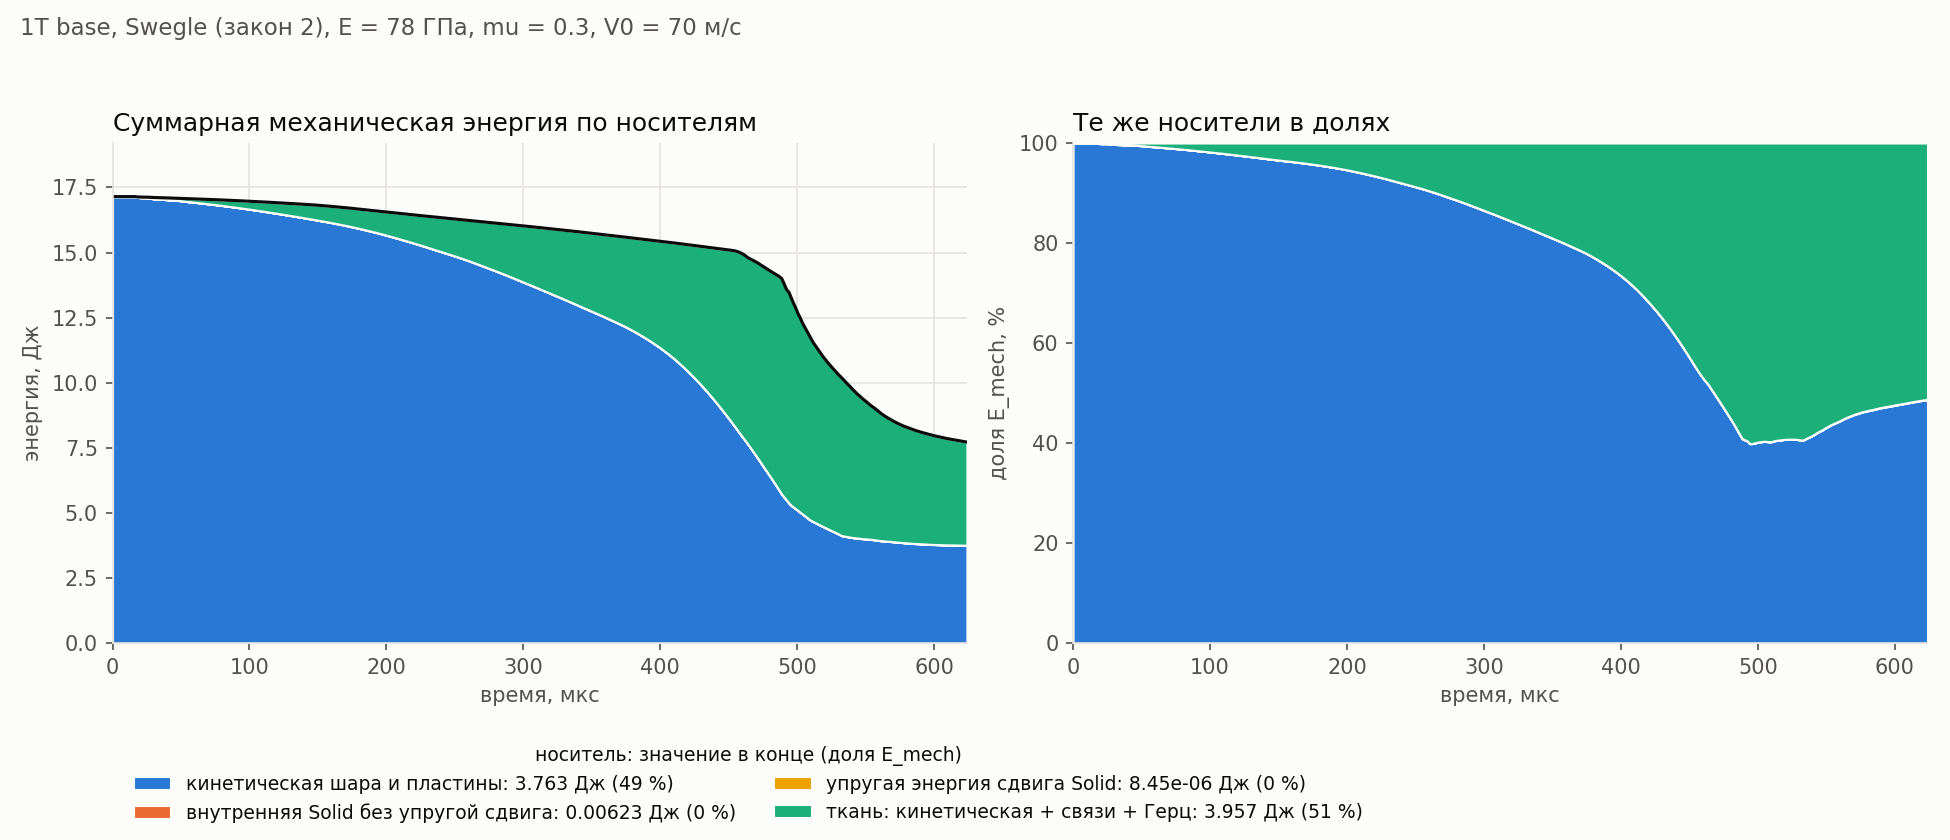 1T base, Swegle (закон 2), E = 78 ГПа, mu = 0.3, V0 = 70 м/с
Суммарная механическая энергия по носителям
энергия, Дж
17.5
15.0
12.5
10.0
7.5
5.0
2.5
0.0
0 100 200 300 400 500 600
время, мкс
Те же носители в долях
доля E_mech, %
100
80
60
40
20
0
0 100 200 300 400 500 600
время, мкс
носитель: значение в конце (доля E_mech)
кинетическая шара и пластины: 3.763 Дж (49 %)
внутренняя Solid без упругой сдвига: 0.00623 Дж (0 %)
упругая энергия сдвига Solid: 8.45e-06 Дж (0 %)
ткань: кинетическая + связи + Герц: 3.957 Дж (51 %)